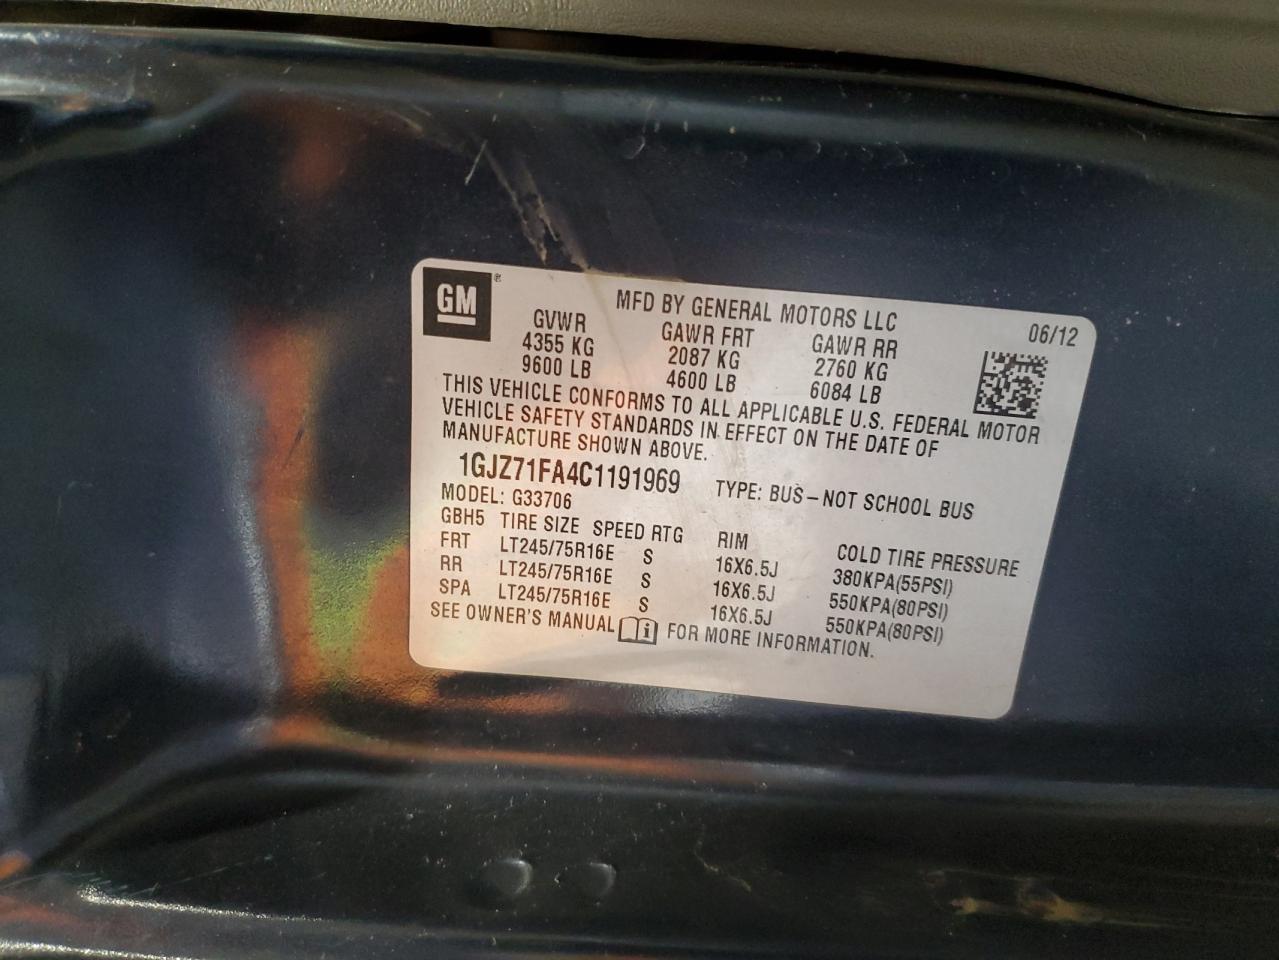 GM®
MFD BY GENERAL MOTORS LLC 06/12
GVWR GAWR FRT GAWR RR
4355 KG 2087 KG 2760 KG
9600 LB 4600 LB 6084 LB
THIS VEHICLE CONFORMS TO ALL APPLICABLE U.S. FEDERAL MOTOR
VEHICLE SAFETY STANDARDS IN EFFECT ON THE DATE OF
MANUFACTURE SHOWN ABOVE.
1GJZ71FA4C1191969 TYPE: BUS-NOT SCHOOL BUS
MODEL: G33706
GBH5 TIRE SIZE SPEED RTG RIM COLD TIRE PRESSURE
FRT LT245/75R16E S 16X6.5J 380KPA(55PSI)
RR LT245/75R16E S 16X6.5J 550KPA(80PSI)
SPA LT245/75R16E S 16X6.5J 550KPA(80PSI)
SEE OWNER'S MANUAL i FOR MORE INFORMATION.